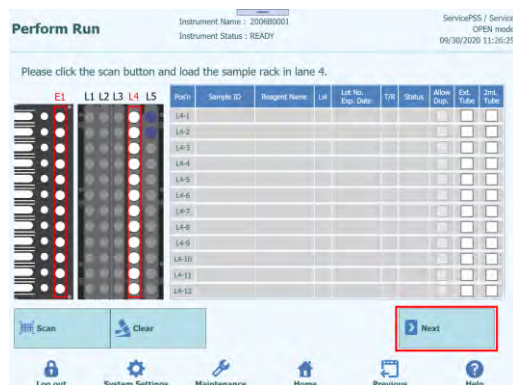 Perform Run
Instrument Name : 200680001
Instrument Status : READY
ServicePSS / Service
OPEN mode
09/30/2020 11:26:25
Please click the scan button and load the sample rack in lane 4.
E1 L1 L2 L3 L4 L5
Pos'n Sample ID Reagent Name Lvl Lot No. Exp. Date T/R Status Allow Dup. Ext. Tube 2mL Tube
L4-1
L4-2
L4-3
L4-4
L4-5
L4-6
L4-7
L4-8
L4-9
L4-10
L4-11
L4-12
Scan
Clear
Next
Log out System Settings Maintenance Home Previous Help